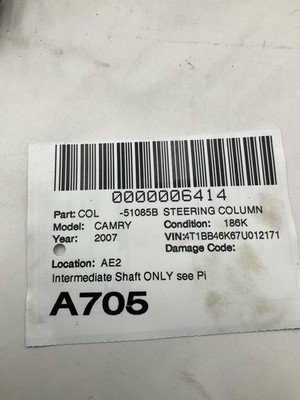 0000006414
Part: COL -51085B STEERING COLUMN
Model: CAMRY Condition: 186K
Year: 2007 VIN:4T1BB46K67U012171
Damage Code:
Location: AE2
Intermediate Shaft ONLY see Pi
A705